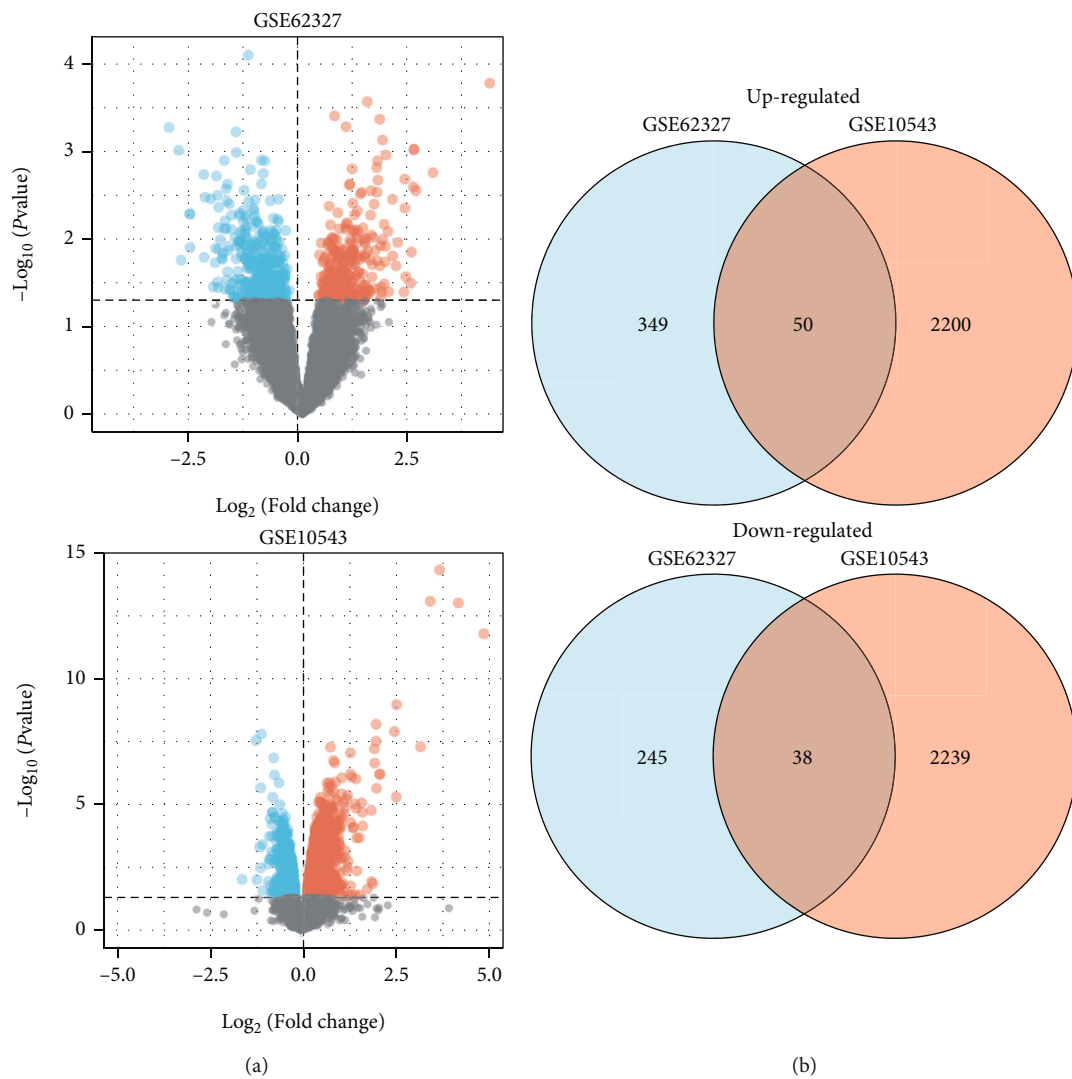 GSE62327
4
3
2
1
0
−Log10 (Pvalue)
−2.5 0.0 2.5
Log2 (Fold change)
GSE10543
15
10
5
0
−Log10 (Pvalue)
−5.0 −2.5 0.0 2.5 5.0
Log2 (Fold change)
(a)
Up-regulated
GSE62327 GSE10543
349 50 2200
Down-regulated
GSE62327 GSE10543
245 38 2239
(b)